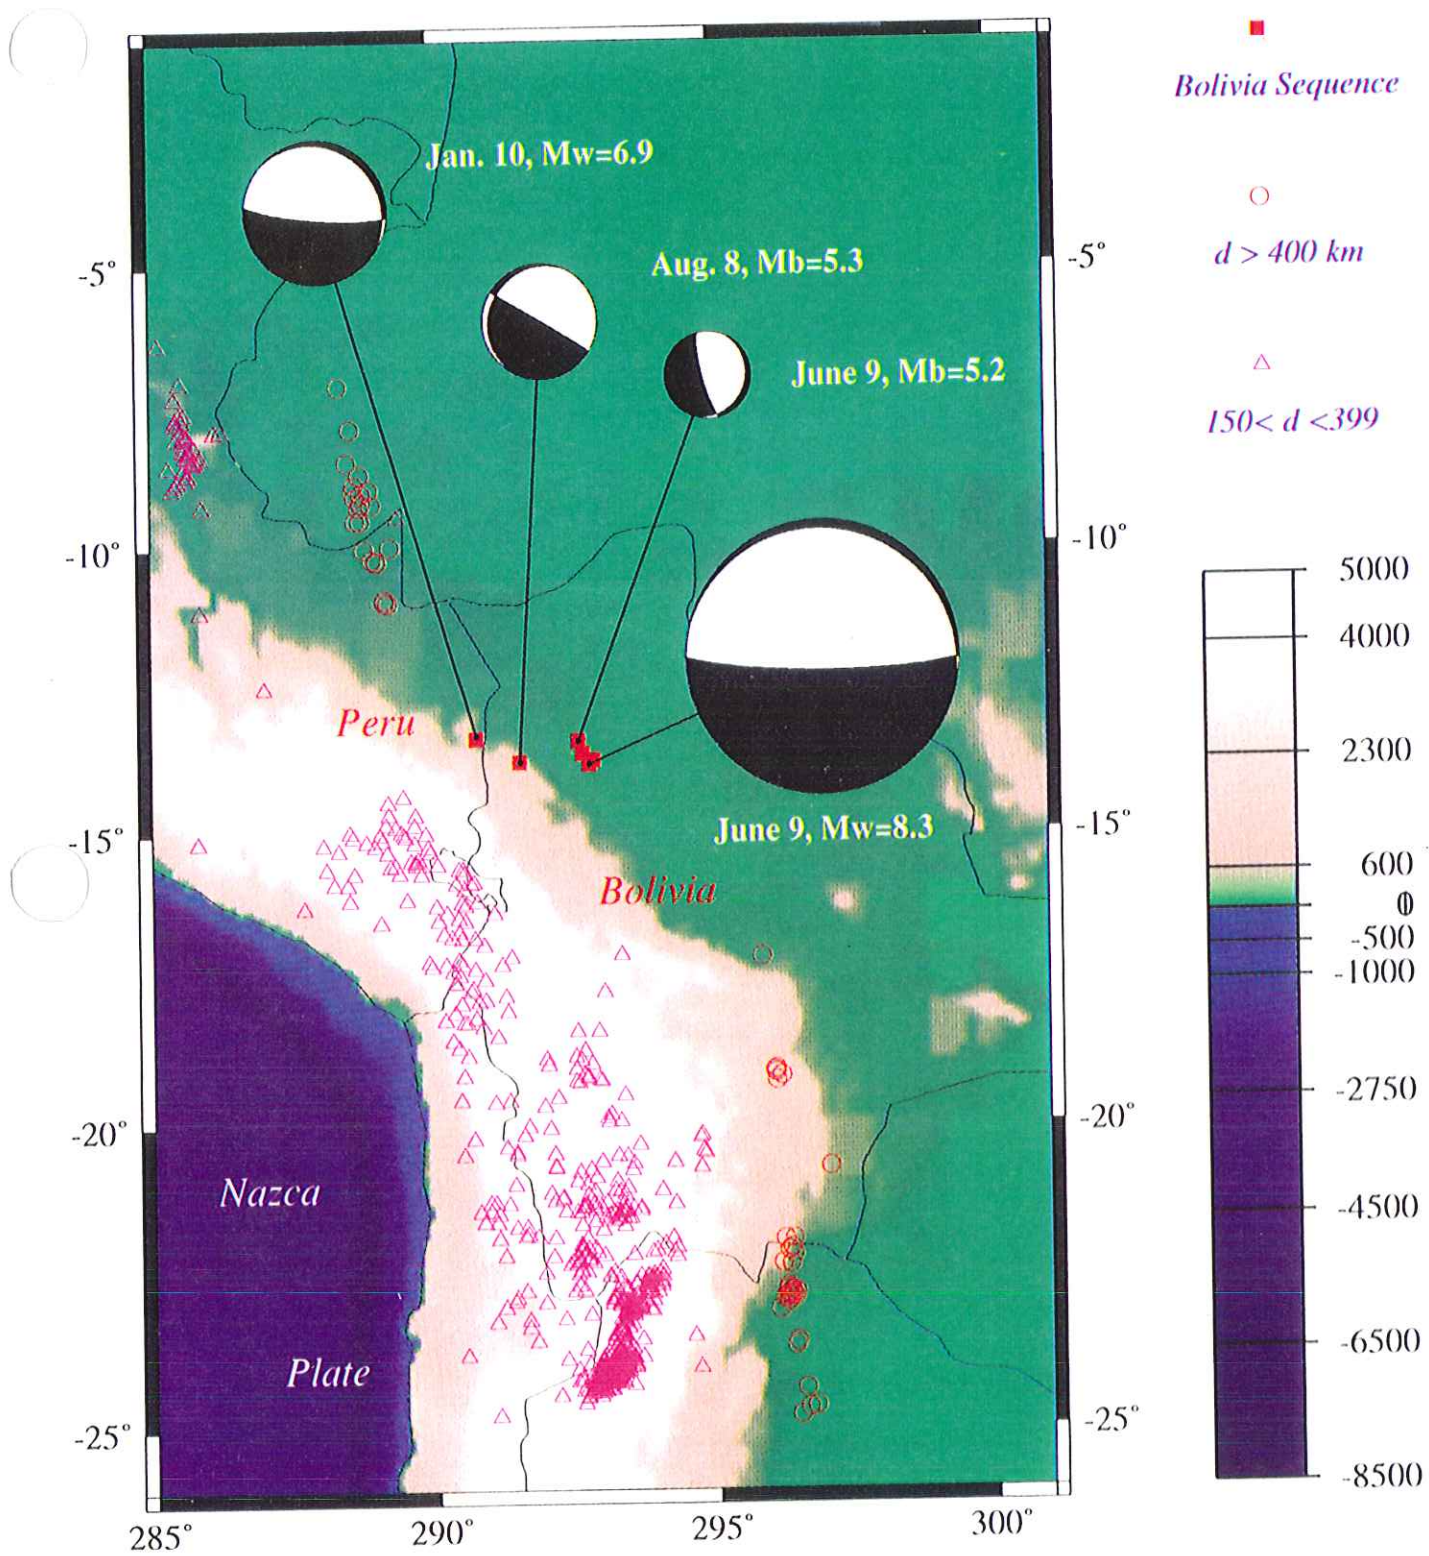 Bolivia Sequence
Jan. 10, Mw=6.9
d > 400 km
Aug. 8, Mb=5.3
-5°
-5°
June 9, Mb=5.2
150< d <399
-10°
-10°
5000
4000
Peru
2300
June 9, Mw=8.3
-15°
-15°
600
Bolivia
0
-500
-1000
-2750
-20°
-20°
Nazca
-4500
-6500
Plate
-25°
-25°
-8500
285°
290°
295°
300°